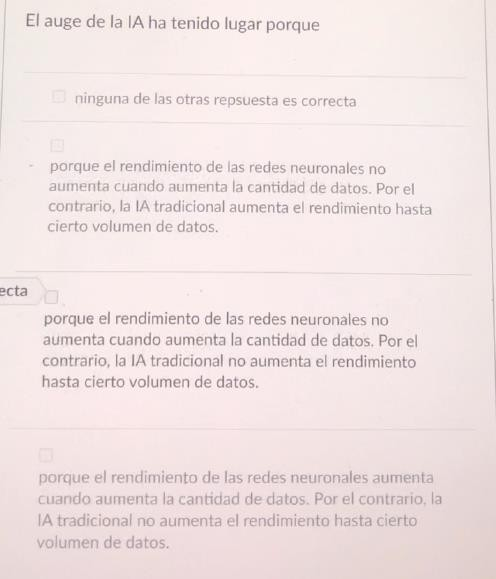 El auge de la IA ha tenido lugar porque
ninguna de las otras repsuesta es correcta
porque el rendimiento de las redes neuronales no
aumenta cuando aumenta la cantidad de datos. Por el
contrario, la IA tradicional aumenta el rendimiento hasta
cierto volumen de datos.
ecta
porque el rendimiento de las redes neuronales no
aumenta cuando aumenta la cantidad de datos. Por el
contrario, la IA tradicional no aumenta el rendimiento
hasta cierto volumen de datos.
porque el rendimiento de las redes neuronales aumenta
cuando aumenta la cantidad de datos. Por el contrario, la
IA tradicional no aumenta el rendimiento hasta cierto
volumen de datos.